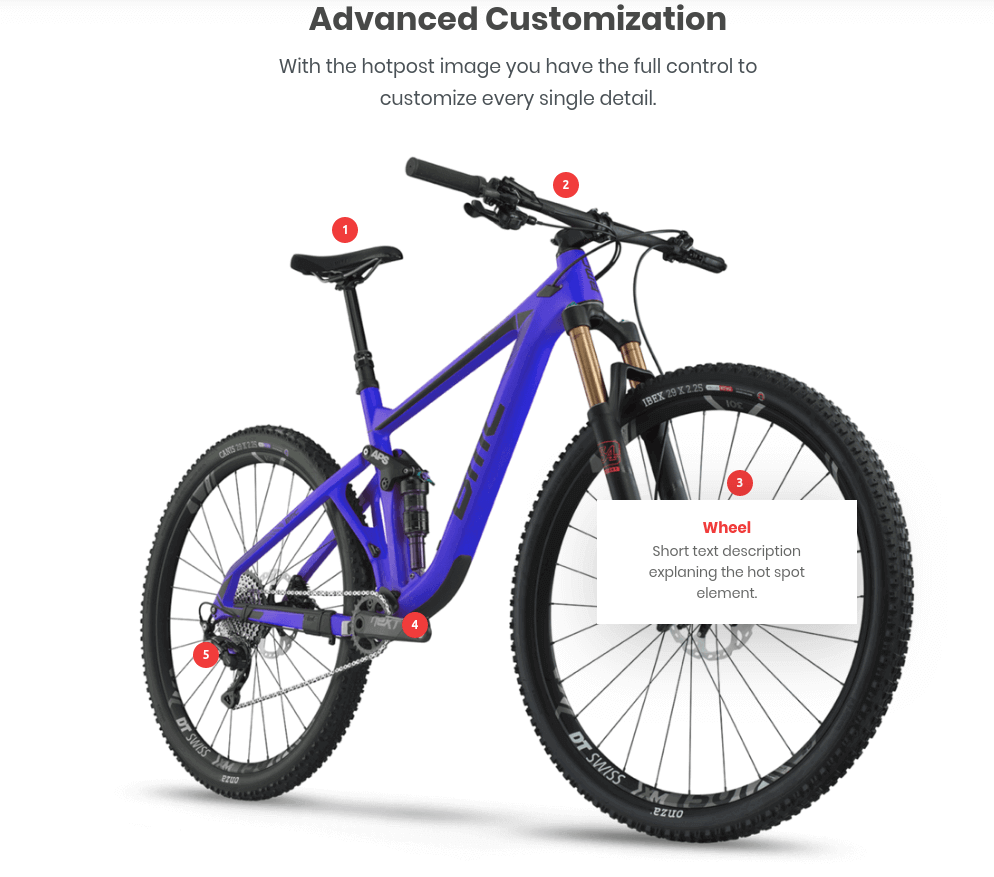 Advanced Customization
With the hotpost image you have the full control to
customize every single detail.
2
1
IBEX 29 X 2.25
APS
3
Wheel
Short text description
explaning the hot spot
element.
4
5
DT SWISS
DT SWISS
onza
onza